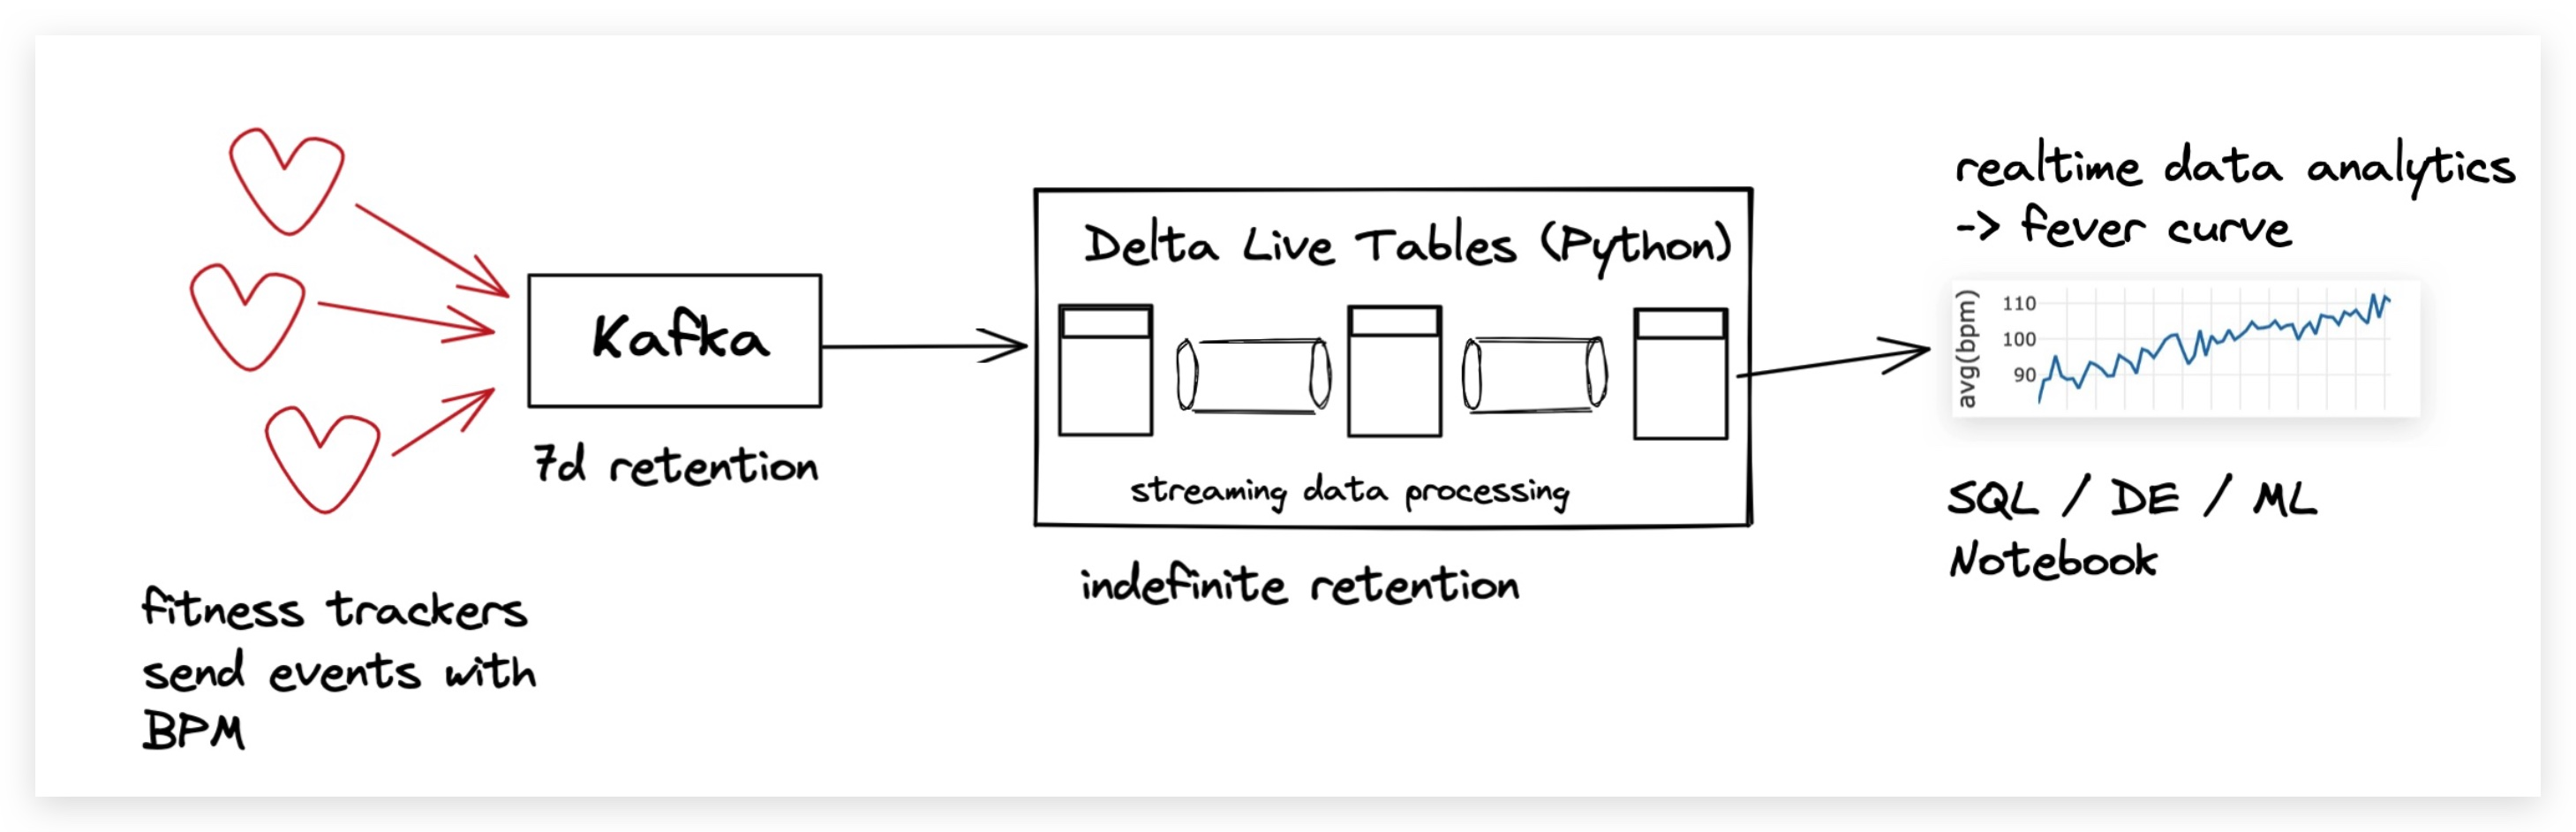 fitness trackers
send events with
BPM
Kafka
7d retention
Delta Live Tables (Python)
streaming data processing
indefinite retention
realtime data analytics
-> fever curve
avg(bpm)
110
100
90
SQL / DE / ML
Notebook